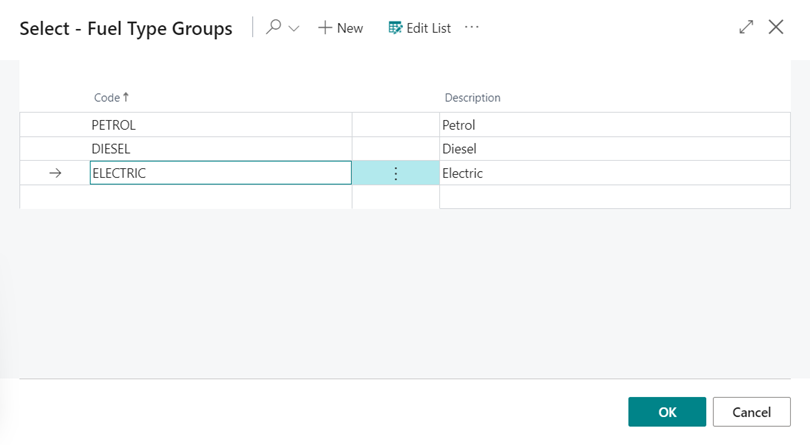 Select - Fuel Type Groups
New
Edit List
Code↑ Description
PETROL Petrol
DIESEL Diesel
ELECTRIC Electric
OK Cancel